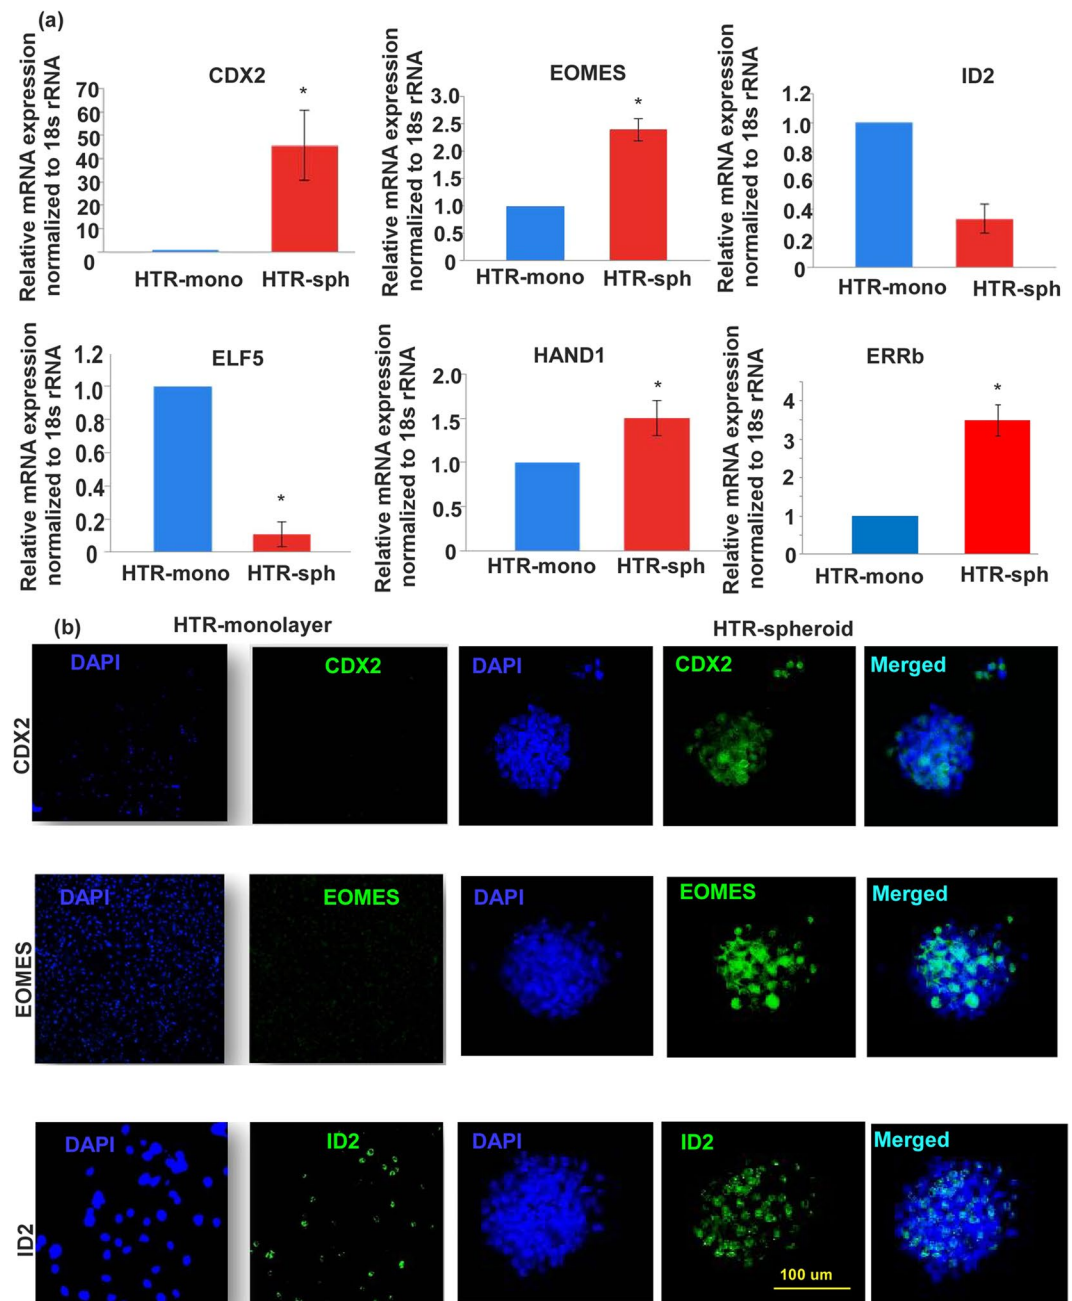 (a)
CDX2
Relative mRNA expression
normalized to 18s rRNA
70
60
50
40
30
20
10
0
*
HTR-mono
HTR-sph
EOMES
Relative mRNA expression
normalized to 18s rRNA
3.0
2.5
2.0
1.5
1.0
0.5
0
*
HTR-mono
HTR-sph
ID2
Relative mRNA expression
normalized to 18s rRNA
1.2
1.0
0.8
0.6
0.4
0.2
0
HTR-mono
HTR-sph
ELF5
Relative mRNA expression
normalized to 18s rRNA
1.2
1.0
0.8
0.6
0.4
0.2
0
*
HTR-mono
HTR-sph
HAND1
Relative mRNA expression
normalized to 18s rRNA
2.0
1.5
1.0
0.5
0
*
HTR-mono
HTR-sph
ERRb
Relative mRNA expression
normalized to 18s rRNA
4
3
2
1
0
*
HTR-mono
HTR-sph
(b)
HTR-monolayer
HTR-spheroid
CDX2
DAPI
CDX2
DAPI
CDX2
Merged
EOMES
DAPI
EOMES
DAPI
EOMES
Merged
ID2
DAPI
ID2
DAPI
ID2
Merged
100 um